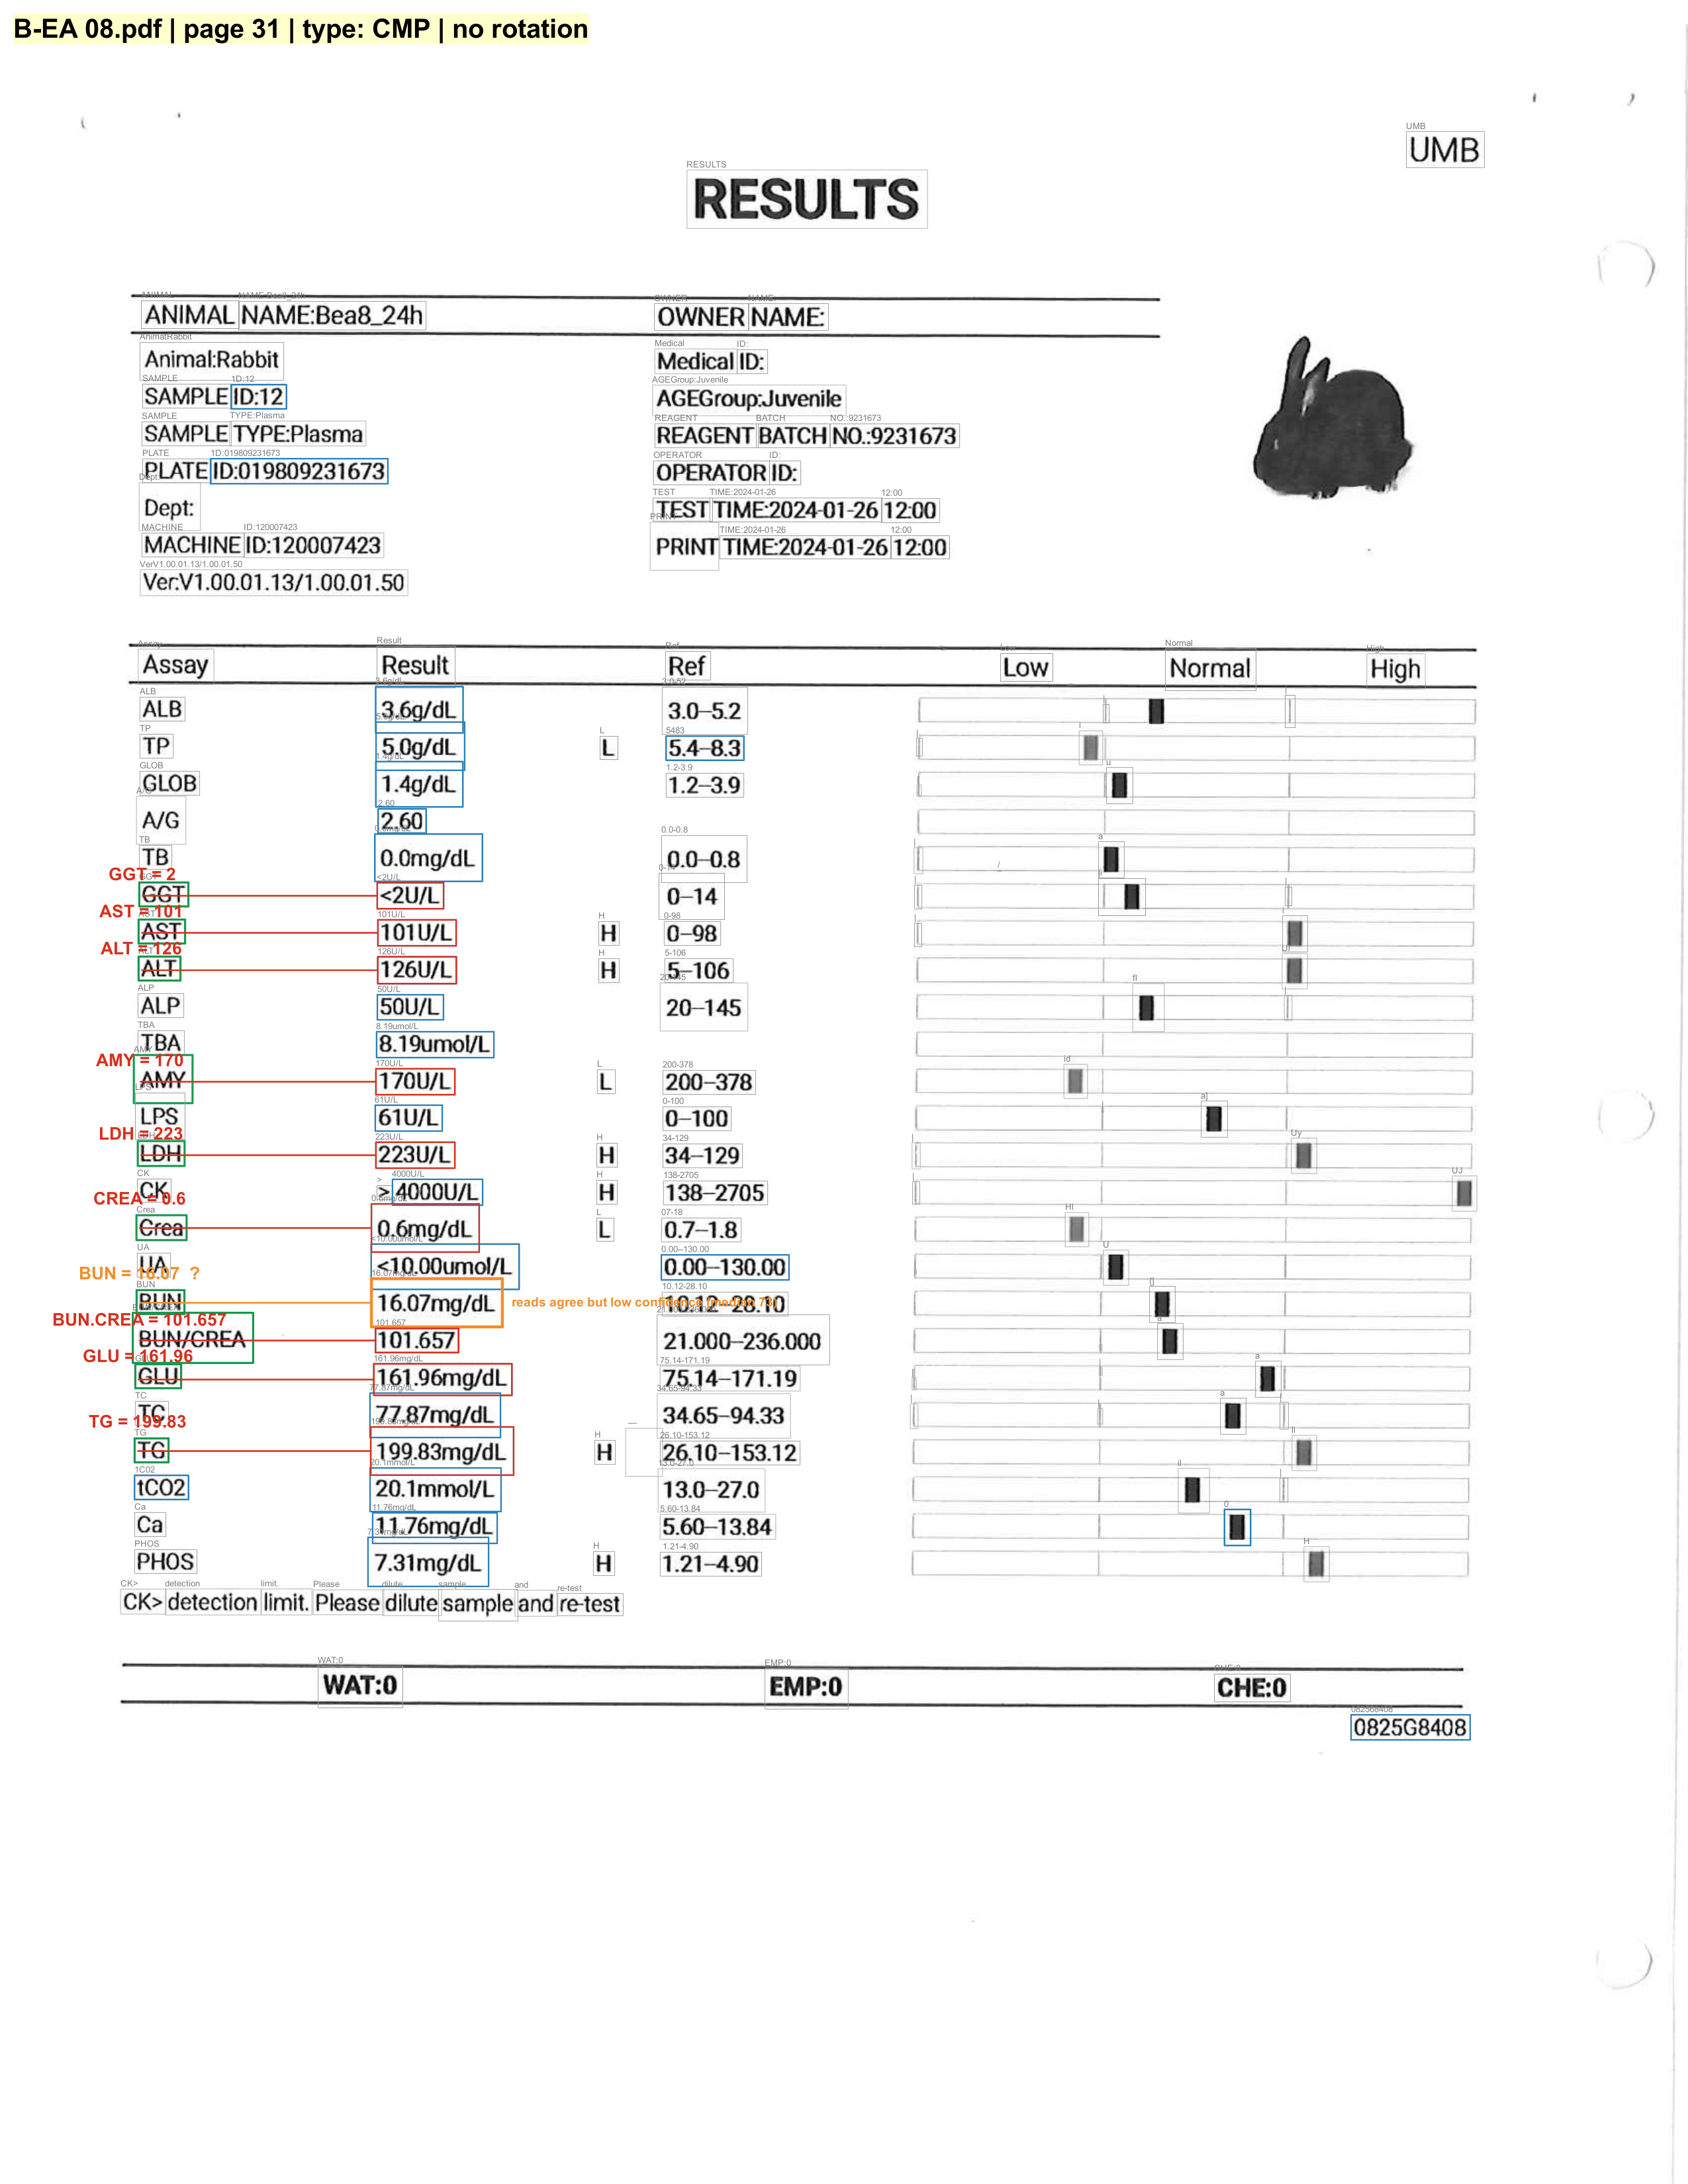 B-EA 08.pdf | page 31 | type: CMP | no rotation
UMB
UMB
RESULTS
RESULTS
ANIMAL NAME:Bea8_24h OWNER NAME:
Animal:Rabbit Medical ID:
SAMPLE ID:12 AGEGroup:Juvenile
SAMPLE TYPE:Plasma REAGENT BATCH NO.:9231673
PLATE ID:019809231673 OPERATOR ID:
Dept: TEST TIME:2024-01-26 12:00
MACHINE ID:120007423 PRINT TIME:2024-01-26 12:00
Ver:V1.00.01.13/1.00.01.50
Assay Result Ref Low Normal High
ALB 3.6g/dL 3.0–5.2
TP 5.0g/dL L 5.4–8.3
GLOB 1.4g/dL 1.2–3.9
A/G 2.60
TB 0.0mg/dL 0.0–0.8
GGT = 2
GGT <2U/L 0–14
AST = 101
AST 101U/L H 0–98
ALT = 126
ALT 126U/L H 5–106
ALP 50U/L 20–145
TBA 8.19umol/L
AMY = 170
AMY 170U/L L 200–378
LPS 61U/L 0–100
LDH = 223
LDH 223U/L H 34–129
CK >4000U/L H 138–2705
CREA = 0.6
Crea 0.6mg/dL L 0.7–1.8
UA <10.00umol/L 0.00–130.00
BUN = 16.07 ?
BUN 16.07mg/dL reads agree but low confidence (median 73) 10.12–28.10
BUN.CREA = 101.657
BUN/CREA 101.657 21.000–236.000
GLU = 161.96
GLU 161.96mg/dL 75.14–171.19
TC 77.87mg/dL 34.65–94.33
TG = 199.83
TG 199.83mg/dL H 26.10–153.12
tCO2 20.1mmol/L 13.0–27.0
Ca 11.76mg/dL 5.60–13.84
PHOS 7.31mg/dL H 1.21–4.90
CK> detection limit. Please dilute sample and re-test
WAT:0 EMP:0 CHE:0
0825G8408